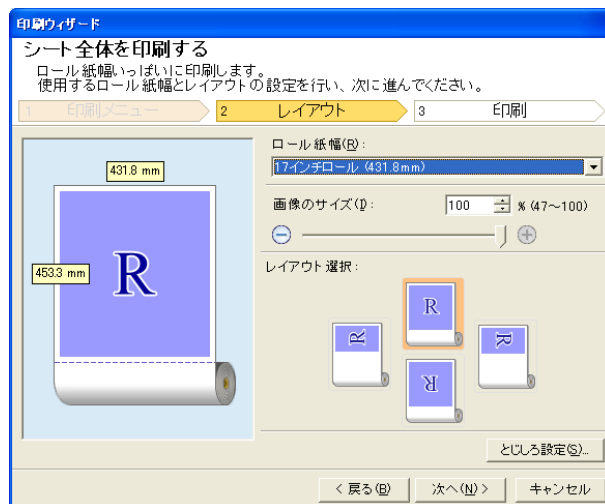 印刷ウィザード
シート全体を印刷する
ロール紙幅いっぱいに印刷します。
使用するロール紙幅とレイアウトの設定を行い、次に進んでください。
1 印刷メニュー 2 レイアウト 3 印刷
ロール紙幅(R):
17インチロール (431.8mm)
431.8 mm
453.3 mm
R
画像のサイズ(I): 100 % (47～100)
レイアウト選択:
R
R
R
R
とじしろ設定(S)...
< 戻る(B) 次へ(N) > キャンセル